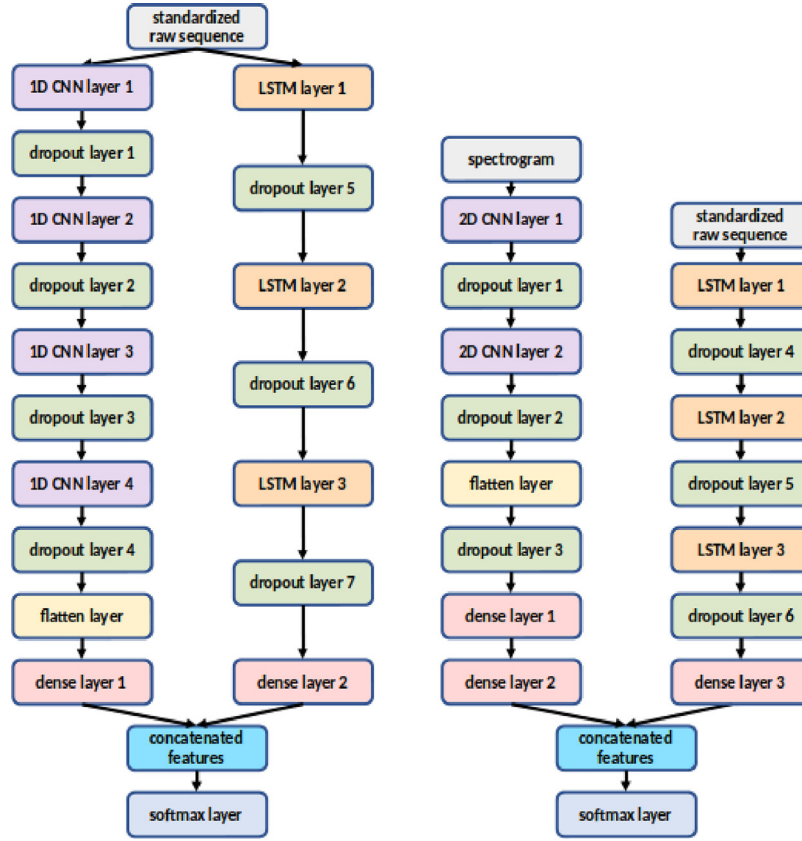 standardized
raw sequence
1D CNN layer 1
dropout layer 1
1D CNN layer 2
dropout layer 2
1D CNN layer 3
dropout layer 3
1D CNN layer 4
dropout layer 4
flatten layer
dense layer 1
LSTM layer 1
dropout layer 5
LSTM layer 2
dropout layer 6
LSTM layer 3
dropout layer 7
dense layer 2
concatenated
features
softmax layer
spectrogram
2D CNN layer 1
dropout layer 1
2D CNN layer 2
dropout layer 2
flatten layer
dropout layer 3
dense layer 1
dense layer 2
standardized
raw sequence
LSTM layer 1
dropout layer 4
LSTM layer 2
dropout layer 5
LSTM layer 3
dropout layer 6
dense layer 3
concatenated
features
softmax layer